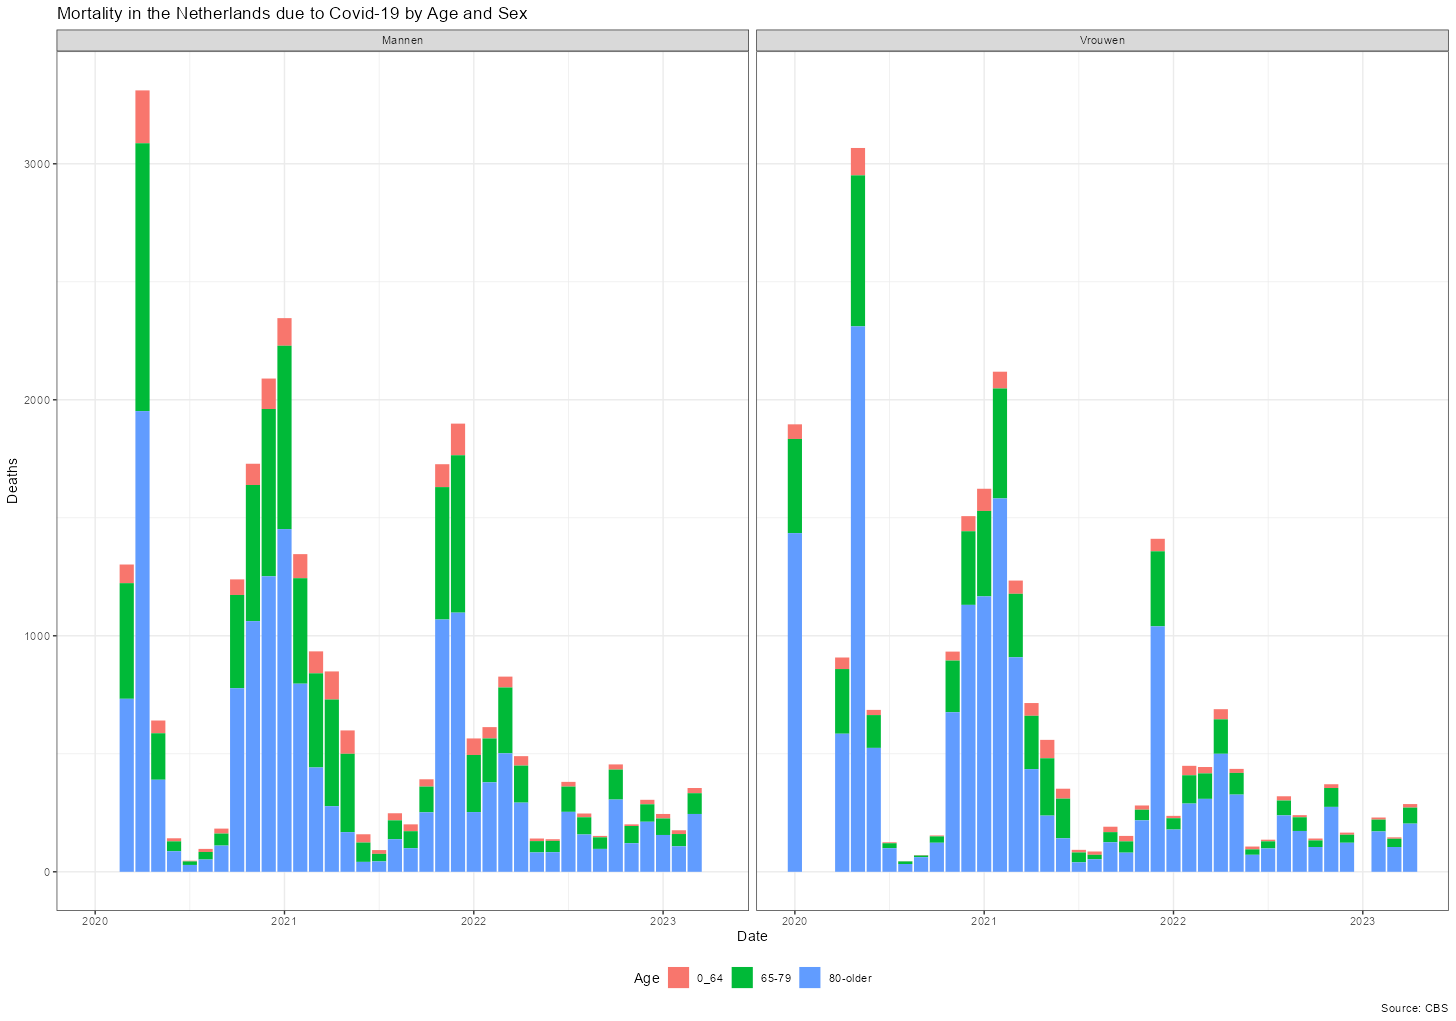 Mortality in the Netherlands due to Covid-19 by Age and Sex
Mannen
Vrouwen
3000
2000
1000
0
Deaths
2020
2021
2022
2023
2020
2021
2022
2023
Date
Age
0_64
65-79
80-older
Source: CBS